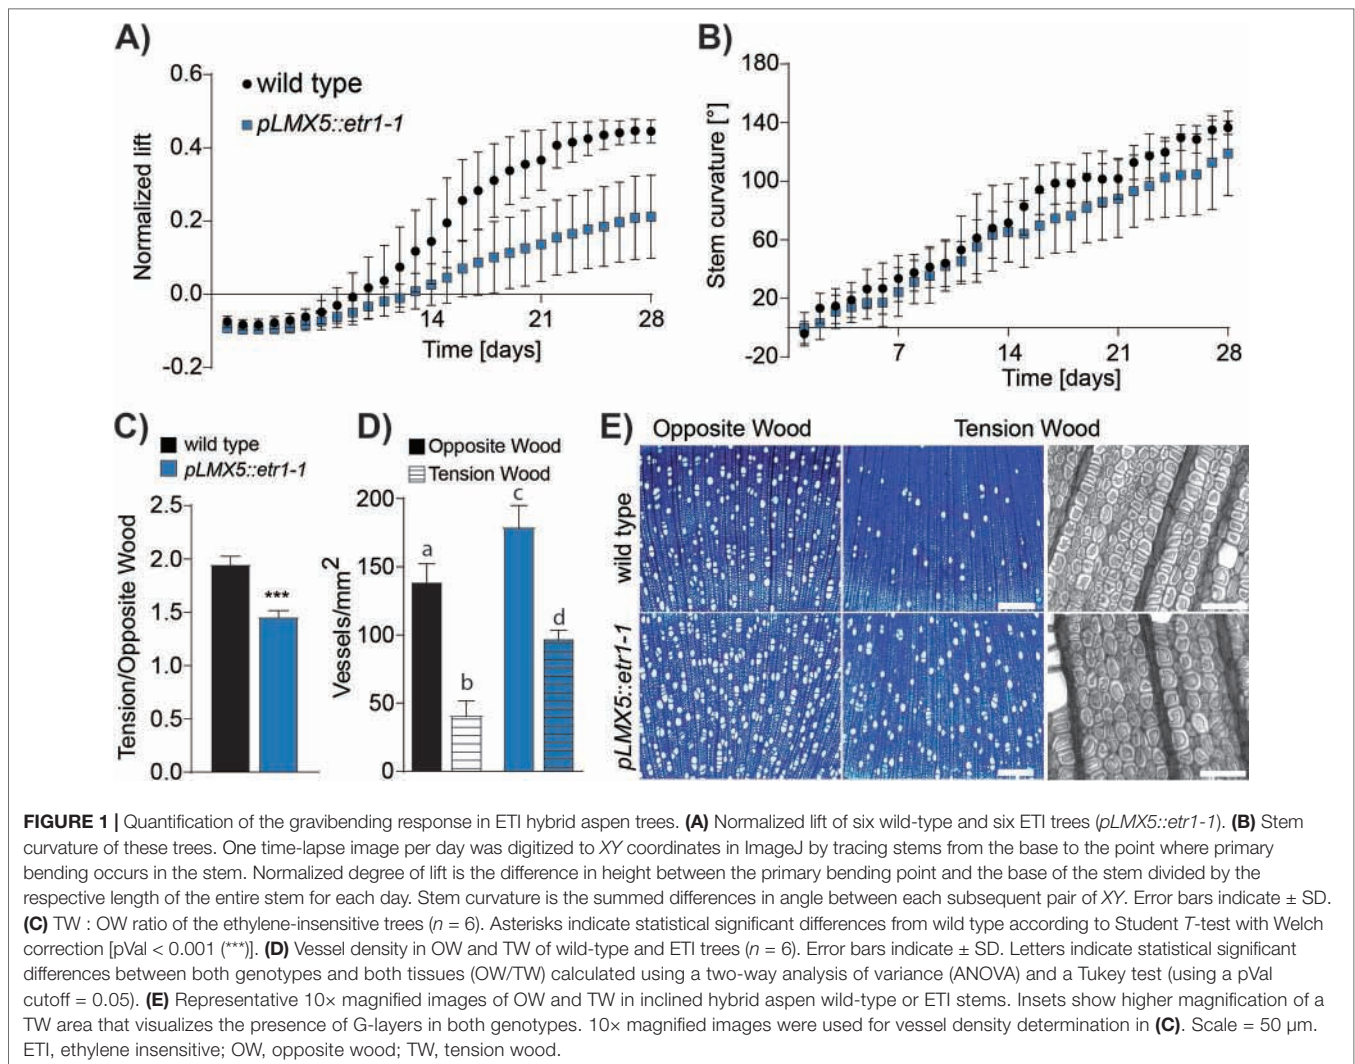 A)
0.6
wild type
pLMX5::etr1-1
0.4
0.2
0.0
-0.2
Normalized lift
14
21
28
Time [days]
B)
180
140
100
60
20
-20
Stem curvature [°]
7
14
21
28
Time [days]
C)
wild type
pLMX5::etr1-1
2.5
2.0
1.5
1.0
0.5
0.0
Tension/Opposite Wood
***
D)
Opposite Wood
Tension Wood
200
150
100
50
0
Vessels/mm2
a
b
c
d
E)
Opposite Wood
Tension Wood
wild type
pLMX5::etr1-1
FIGURE 1 | Quantification of the gravibending response in ETI hybrid aspen trees. (A) Normalized lift of six wild-type and six ETI trees (pLMX5::etr1-1). (B) Stem
curvature of these trees. One time-lapse image per day was digitized to XY coordinates in ImageJ by tracing stems from the base to the point where primary
bending occurs in the stem. Normalized degree of lift is the difference in height between the primary bending point and the base of the stem divided by the
respective length of the entire stem for each day. Stem curvature is the summed differences in angle between each subsequent pair of XY. Error bars indicate ± SD.
(C) TW : OW ratio of the ethylene-insensitive trees (n = 6). Asterisks indicate statistical significant differences from wild type according to Student T-test with Welch
correction [pVal < 0.001 (***)]. (D) Vessel density in OW and TW of wild-type and ETI trees (n = 6). Error bars indicate ± SD. Letters indicate statistical significant
differences between both genotypes and both tissues (OW/TW) calculated using a two-way analysis of variance (ANOVA) and a Tukey test (using a pVal
cutoff = 0.05). (E) Representative 10× magnified images of OW and TW in inclined hybrid aspen wild-type or ETI stems. Insets show higher magnification of a
TW area that visualizes the presence of G-layers in both genotypes. 10× magnified images were used for vessel density determination in (C). Scale = 50 μm.
ETI, ethylene insensitive; OW, opposite wood; TW, tension wood.